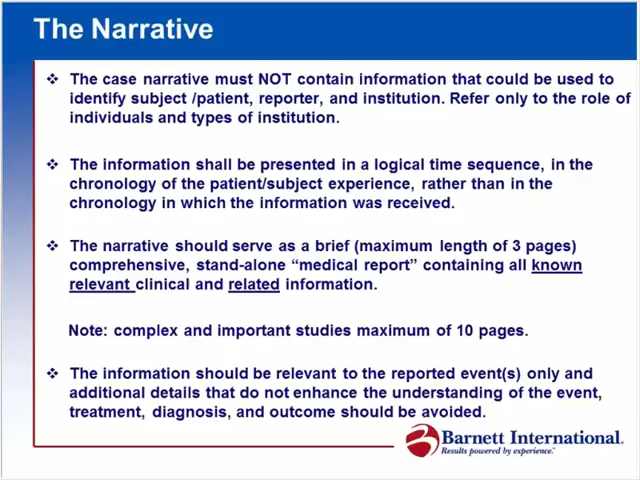 The Narrative
❖ The case narrative must NOT contain information that could be used to
identify subject /patient, reporter, and institution. Refer only to the role of
individuals and types of institution.
❖ The information shall be presented in a logical time sequence, in the
chronology of the patient/subject experience, rather than in the
chronology in which the information was received.
❖ The narrative should serve as a brief (maximum length of 3 pages)
comprehensive, stand-alone “medical report” containing all known
relevant clinical and related information.
Note: complex and important studies maximum of 10 pages.
❖ The information should be relevant to the reported event(s) only and
additional details that do not enhance the understanding of the event,
treatment, diagnosis, and outcome should be avoided.
Barnett International.
Results powered by experience.™